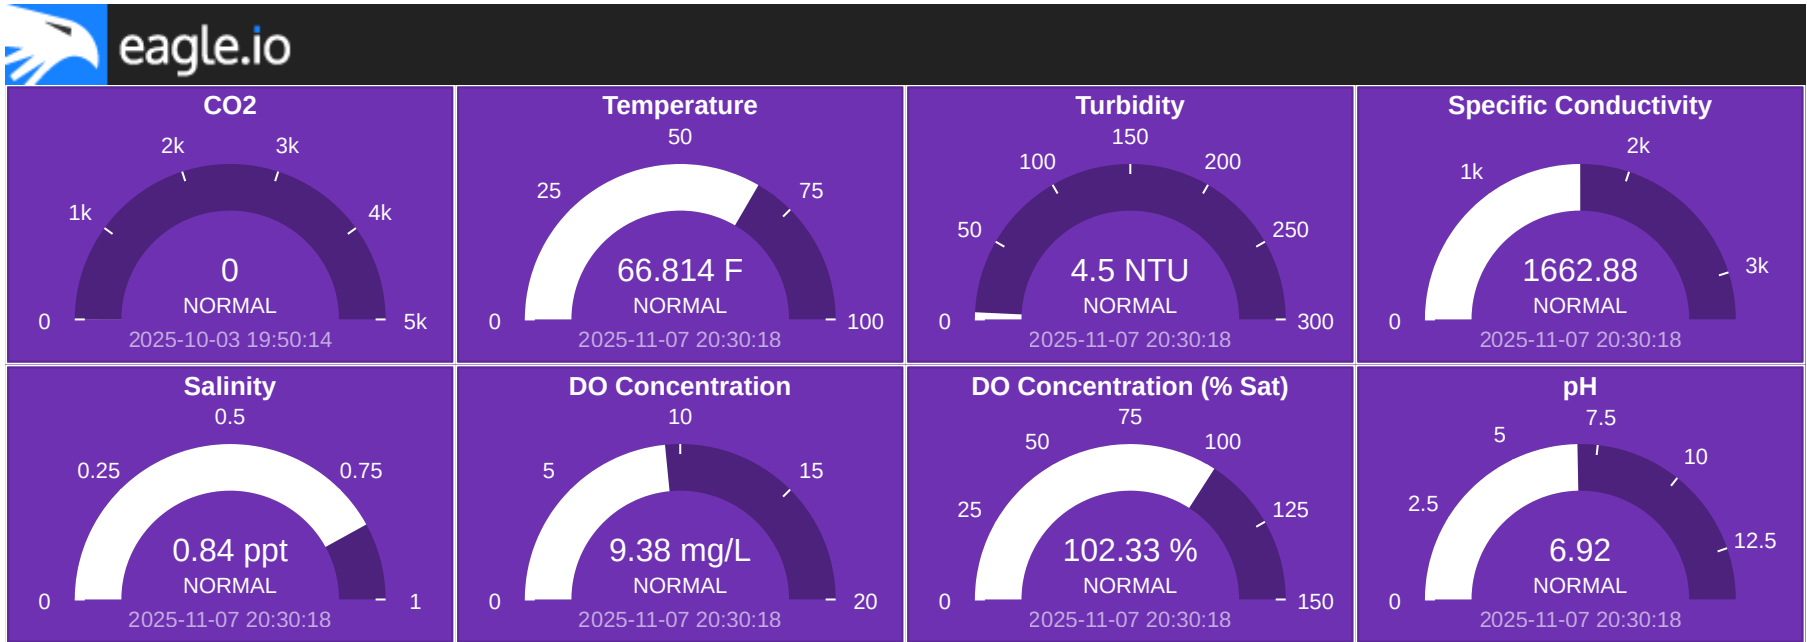 eagle.io
CO2
2k
3k
1k
4k
0
NORMAL
0
5k
2025-10-03 19:50:14
Temperature
50
25
75
66.814 F
NORMAL
0
100
2025-11-07 20:30:18
Turbidity
150
100
200
50
250
4.5 NTU
NORMAL
0
300
2025-11-07 20:30:18
Specific Conductivity
2k
1k
3k
1662.88
NORMAL
0
2025-11-07 20:30:18
Salinity
0.5
0.25
0.75
0.84 ppt
NORMAL
0
1
2025-11-07 20:30:18
DO Concentration
10
5
15
9.38 mg/L
NORMAL
0
20
2025-11-07 20:30:18
DO Concentration (% Sat)
75
50
100
25
125
102.33 %
NORMAL
0
150
2025-11-07 20:30:18
pH
7.5
5
10
2.5
12.5
6.92
NORMAL
0
2025-11-07 20:30:18